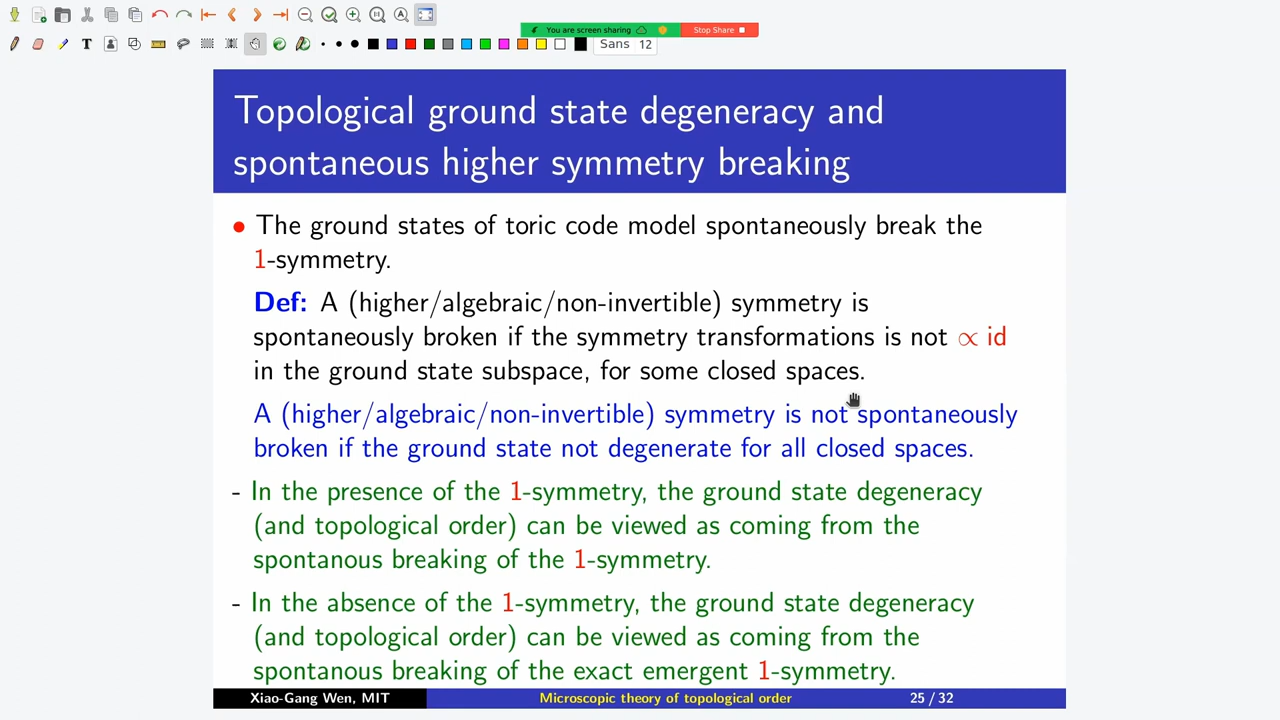 You are screen sharing
Stop Share
T
Sans 12
Topological ground state degeneracy and
spontaneous higher symmetry breaking
• The ground states of toric code model spontaneously break the
1-symmetry.
Def: A (higher/algebraic/non-invertible) symmetry is
spontaneously broken if the symmetry transformations is not ∝ id
in the ground state subspace, for some closed spaces.
A (higher/algebraic/non-invertible) symmetry is not spontaneously
broken if the ground state not degenerate for all closed spaces.
- In the presence of the 1-symmetry, the ground state degeneracy
(and topological order) can be viewed as coming from the
spontanous breaking of the 1-symmetry.
- In the absence of the 1-symmetry, the ground state degeneracy
(and topological order) can be viewed as coming from the
spontanous breaking of the exact emergent 1-symmetry.
Xiao-Gang Wen, MIT
Microscopic theory of topological order
25 / 32